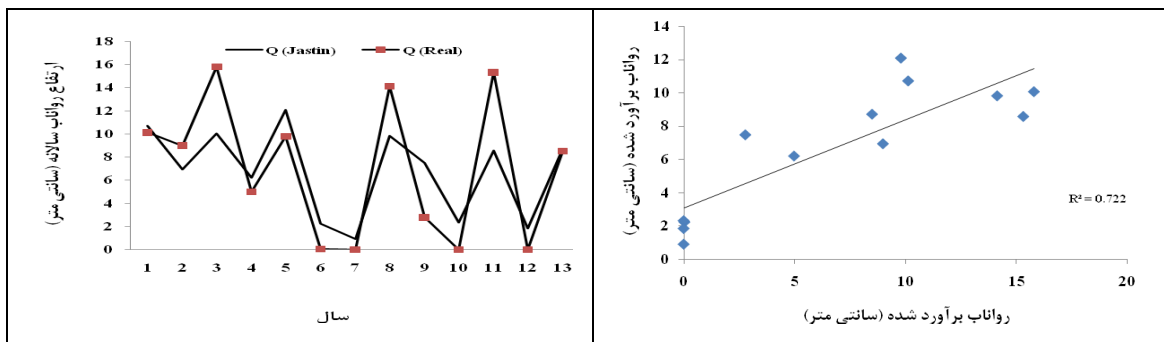 Q (Jastin) Q (Real)
ارتفاع رواناب سالانه (سانتی متر)
18
16
14
12
10
8
6
4
2
0
1 2 3 4 5 6 7 8 9 10 11 12 13
سال
رواناب برآورد شده (سانتی متر)
14
12
10
8
6
4
2
0
R² = 0.722
0 5 10 15 20
رواناب برآورد شده (سانتی متر)